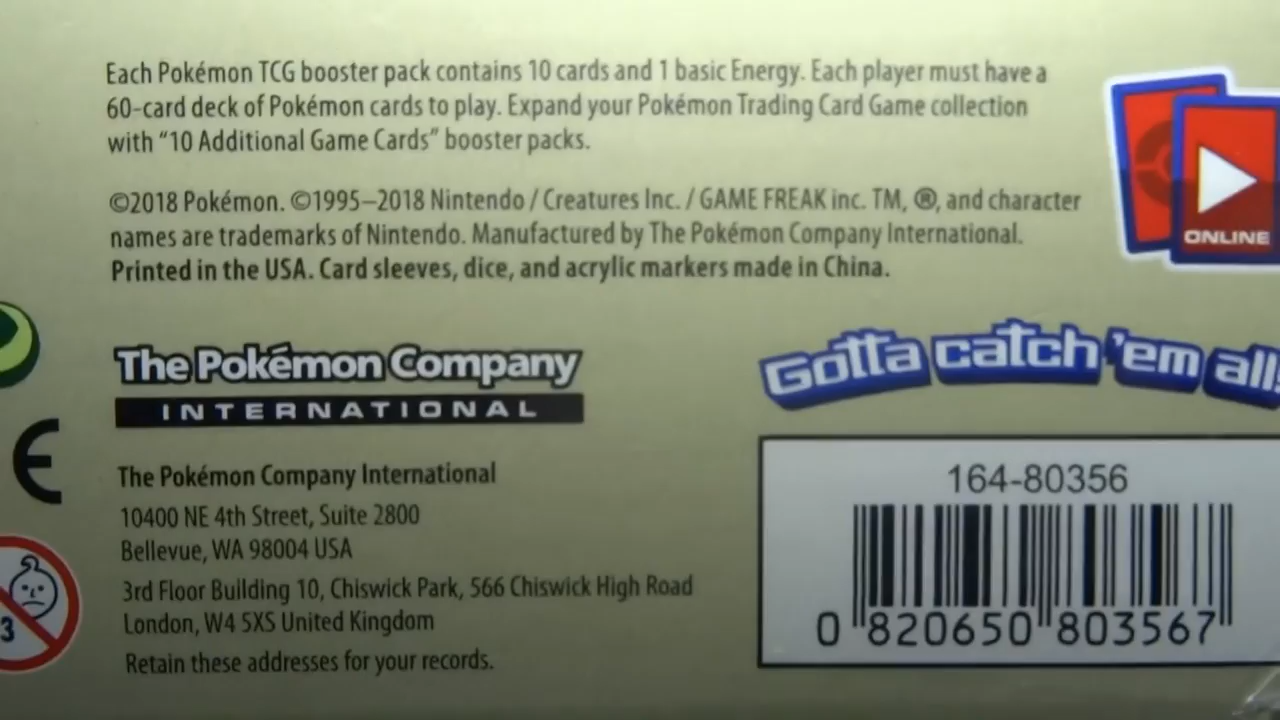 Each Pokémon TCG booster pack contains 10 cards and 1 basic Energy. Each player must have a
60-card deck of Pokémon cards to play. Expand your Pokémon Trading Card Game collection
with “10 Additional Game Cards” booster packs.
©2018 Pokémon. ©1995–2018 Nintendo / Creatures Inc. / GAME FREAK inc. TM, ®, and character
names are trademarks of Nintendo. Manufactured by The Pokémon Company International.
Printed in the USA. Card sleeves, dice, and acrylic markers made in China.
ONLINE
The Pokémon Company
INTERNATIONAL
Gotta catch ’em all!
CE
The Pokémon Company International
10400 NE 4th Street, Suite 2800
Bellevue, WA 98004 USA
3rd Floor Building 10, Chiswick Park, 566 Chiswick High Road
London, W4 5XS United Kingdom
Retain these addresses for your records.
3
164-80356
0 820650 803567